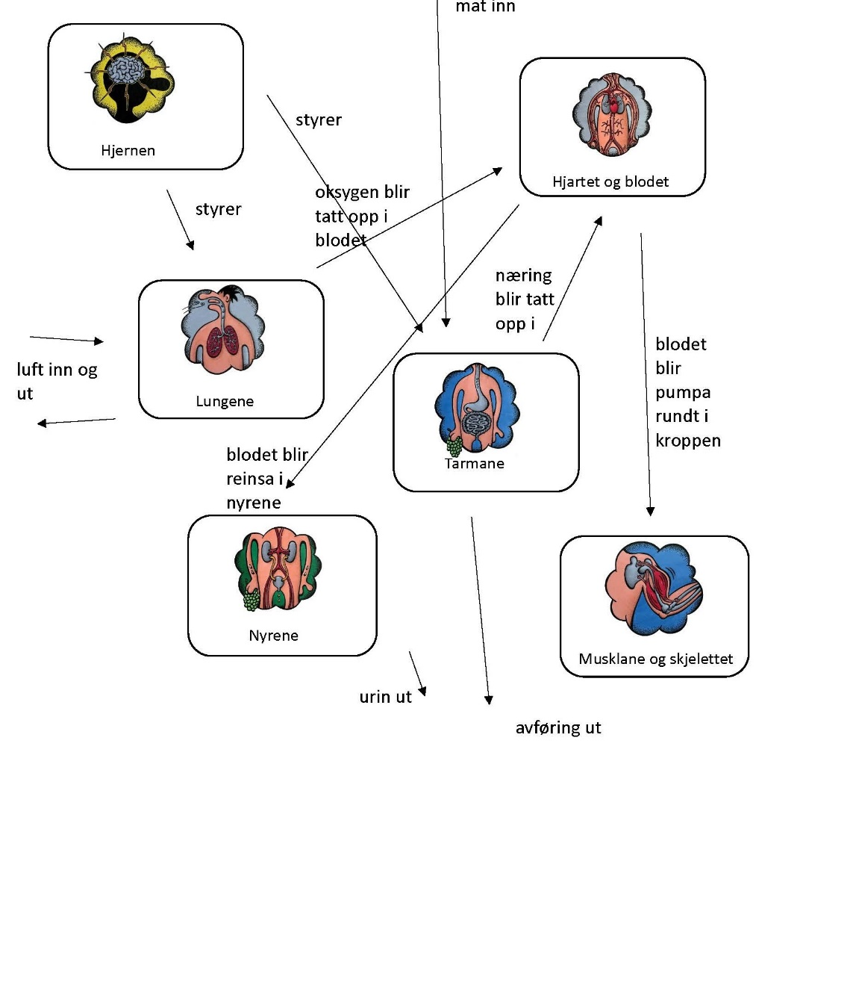 mat inn
Hjernen
styrer
Hjartet og blodet
oksygen blir
tatt opp i
blodet
styrer
næring
blir tatt
opp i
blodet
blir
pumpa
rundt i
kroppen
luft inn og
ut
Lungene
blodet blir
reinsa i
nyrene
Tarmane
Nyrene
Musklane og skjelettet
urin ut
avføring ut